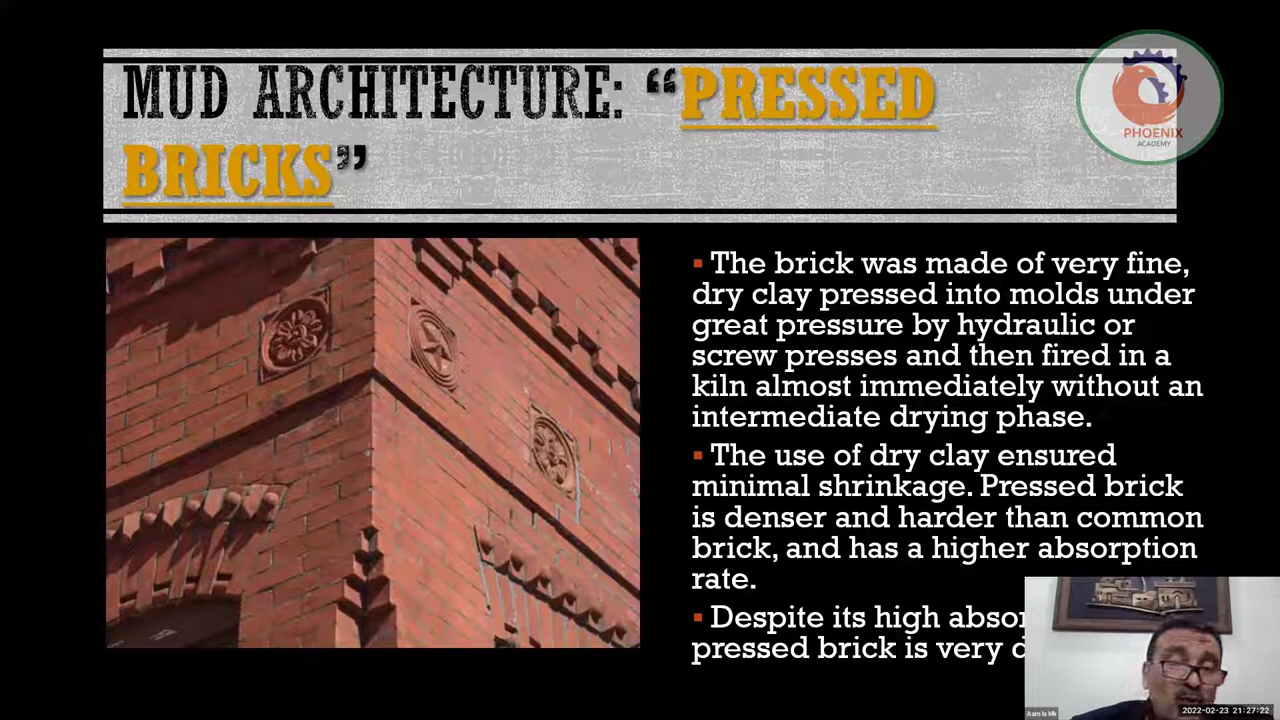 MUD ARCHITECTURE: “PRESSED
BRICKS”
PHOENIX
ACADEMY
▪ The brick was made of very fine,
dry clay pressed into molds under
great pressure by hydraulic or
screw presses and then fired in a
kiln almost immediately without an
intermediate drying phase.
▪ The use of dry clay ensured
minimal shrinkage. Pressed brick
is denser and harder than common
brick, and has a higher absorption
rate.
▪ Despite its high
pressed brick is very
2022-02-23 21:27:22